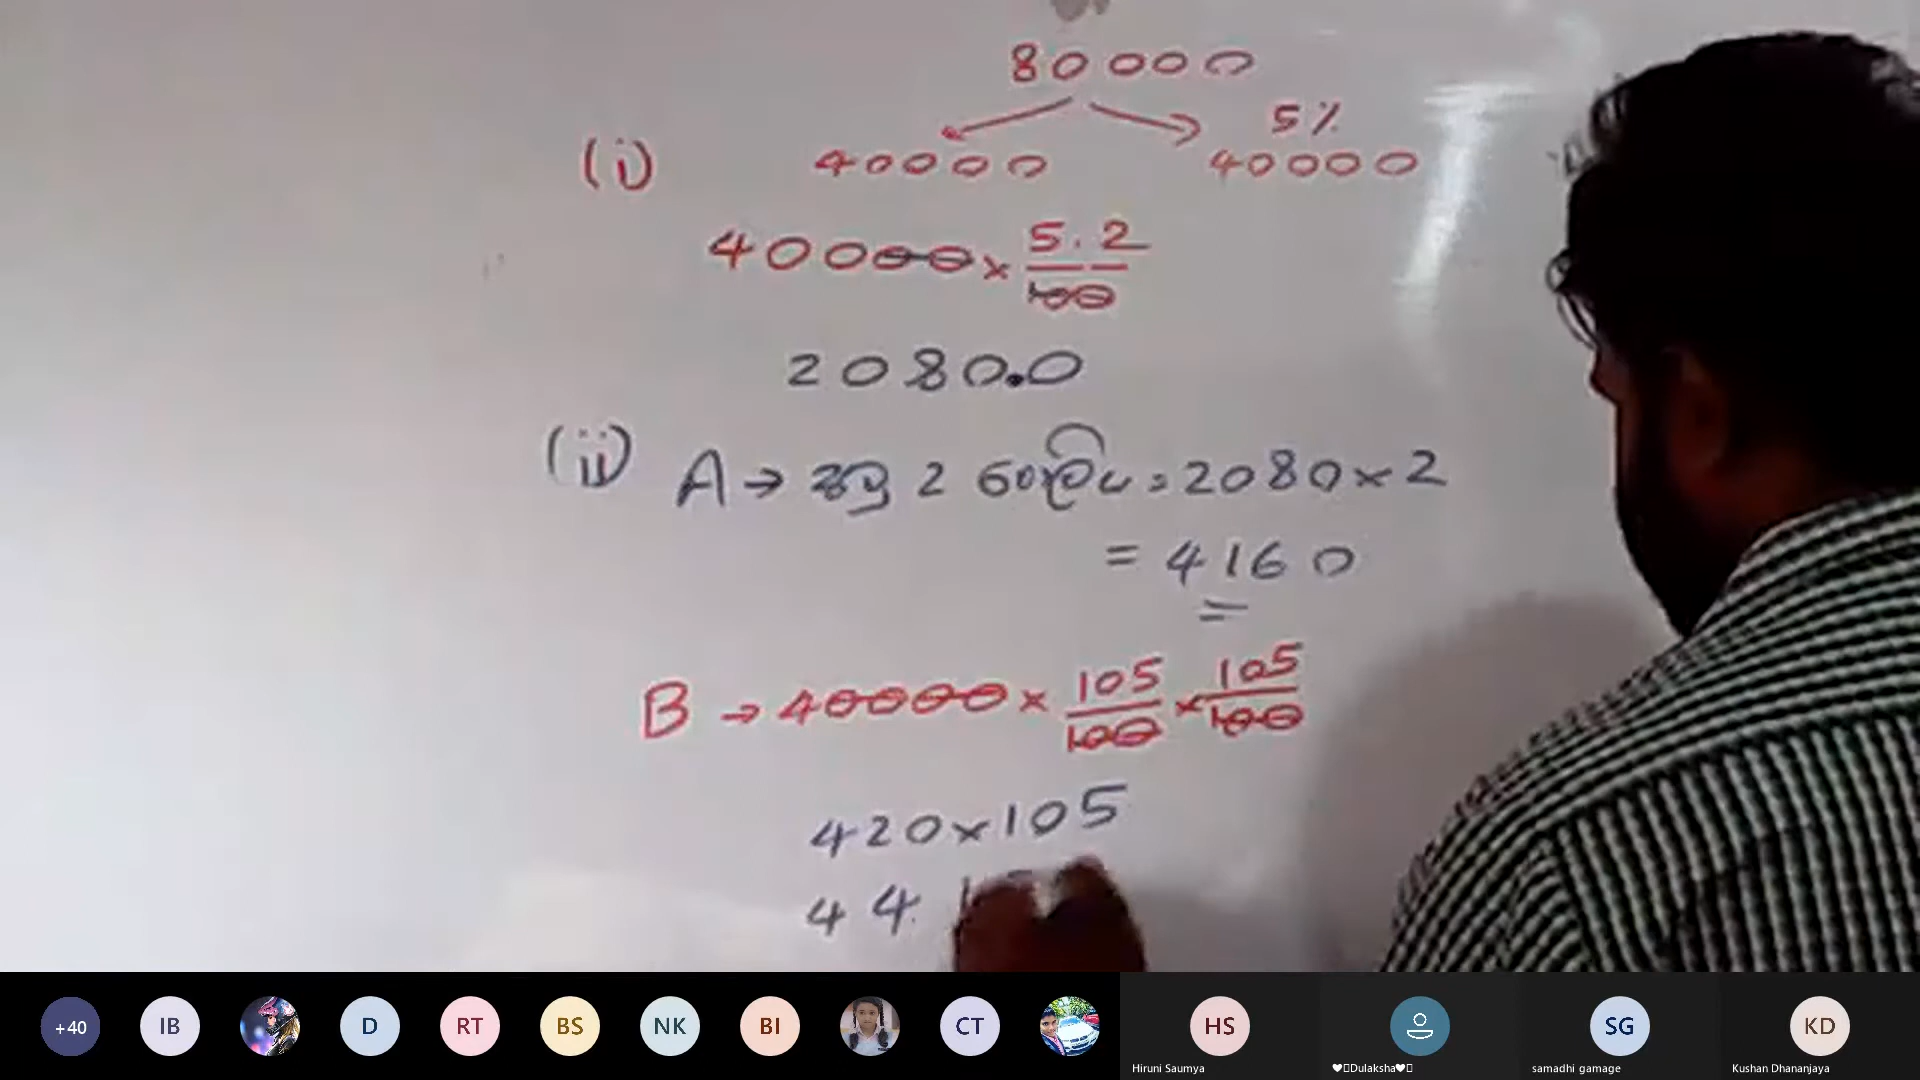 80000
5%
(i) 40000 40000
40000 × 5.2/100
2080.0
(ii) A → 2 = 2080 × 2
= 4160
B → 40000 × 105/100 × 105/100
420 × 105
44
+40 IB D RT BS NK BI CT HS SG KD
Hiruni Saumya ♥Dulaksha♥ samadhi gamage Kushan Dhananjaya